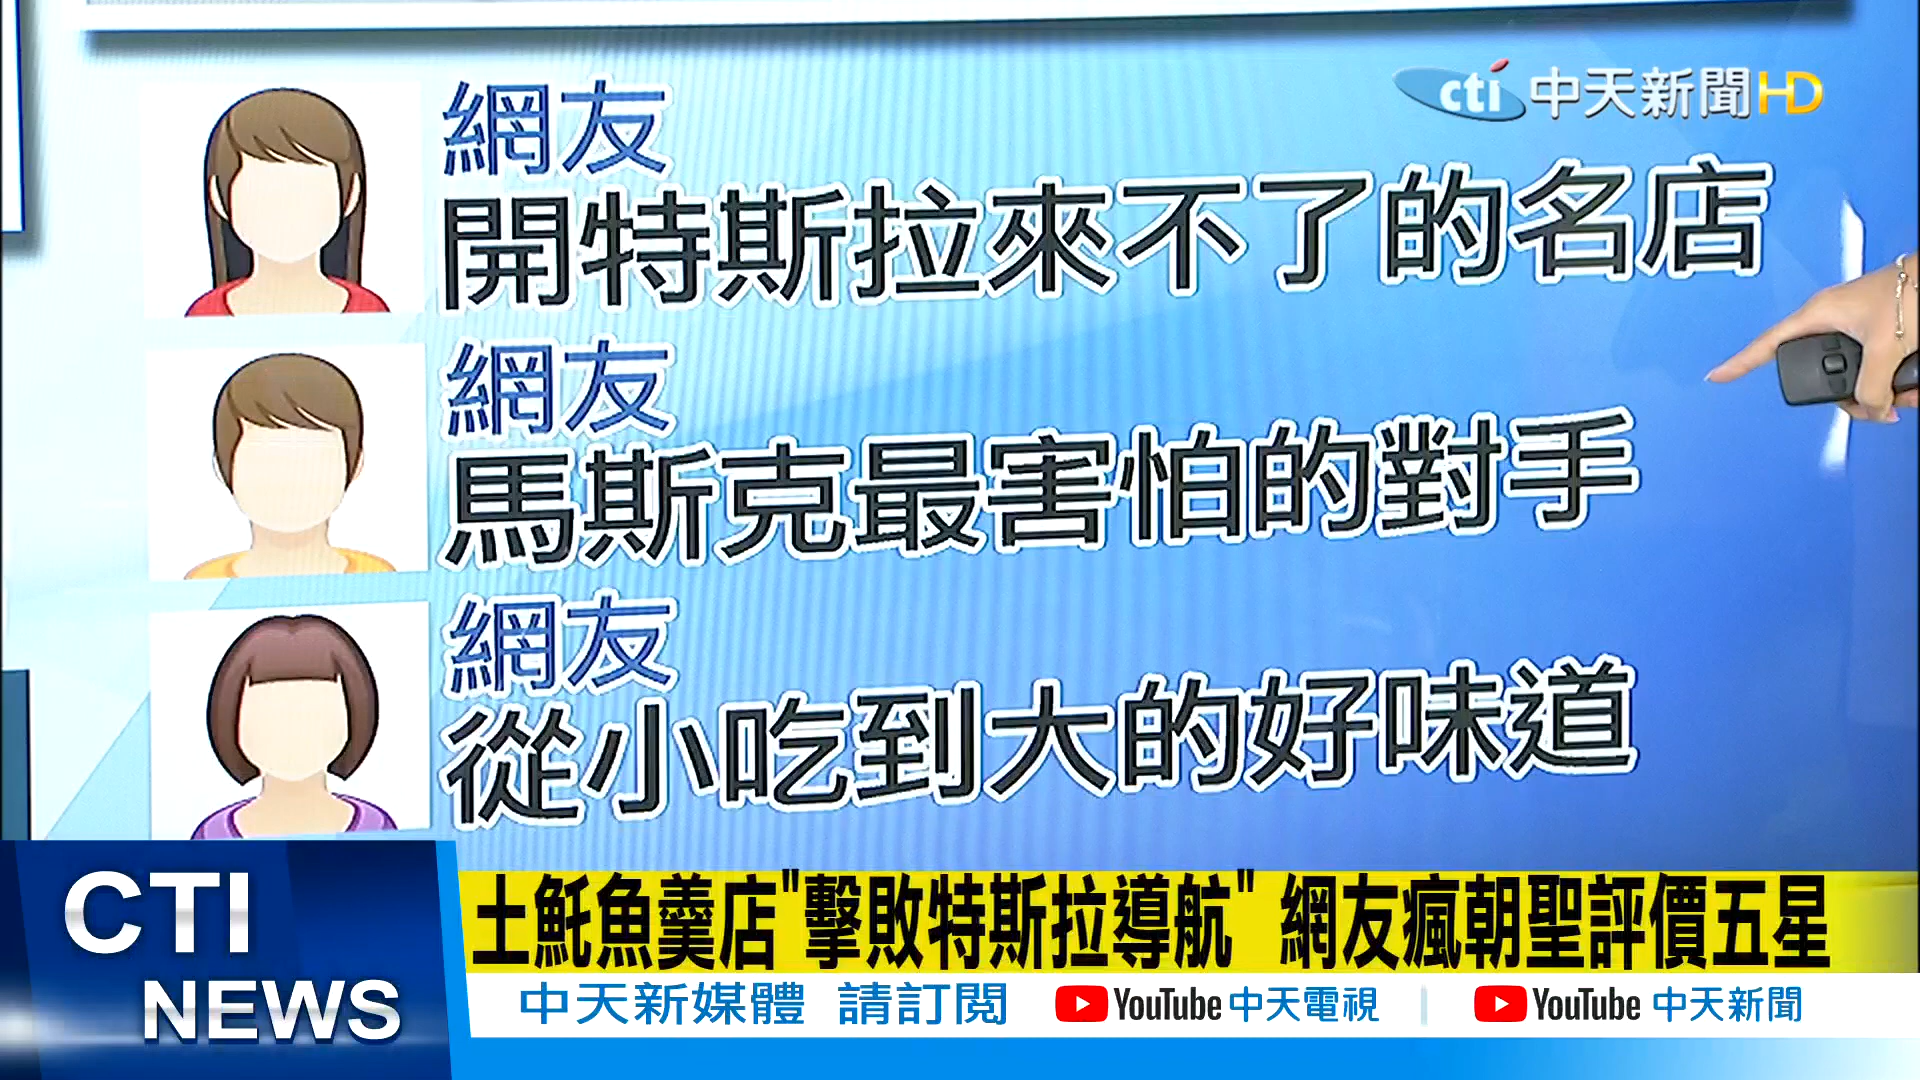 cti 中天新聞HD
網友
開特斯拉來不了的名店
網友
馬斯克最害怕的對手
網友
從小吃到大的好味道
CTI
NEWS
土魠魚羹店"擊敗特斯拉導航" 網友瘋朝聖評價五星
中天新媒體 請訂閱 YouTube 中天電視 | YouTube 中天新聞